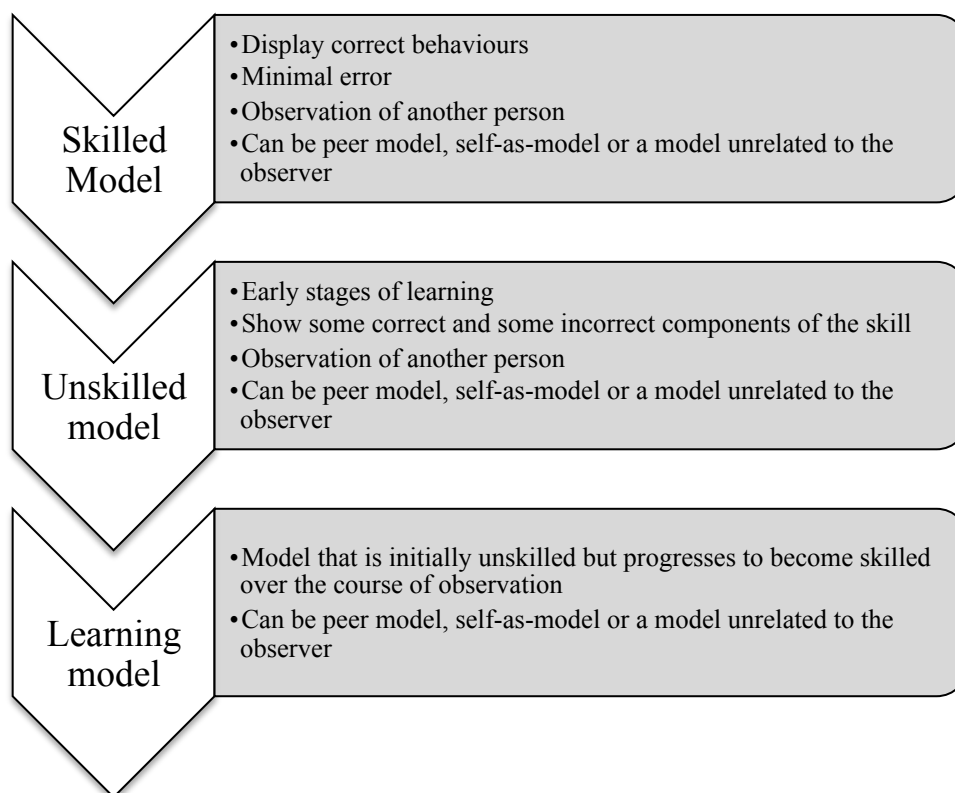 Skilled
Model
•Display correct behaviours
•Minimal error
•Observation of another person
•Can be peer model, self-as-model or a model unrelated to the
observer
Unskilled
model
•Early stages of learning
•Show some correct and some incorrect components of the skill
•Observation of another person
•Can be peer model, self-as-model or a model unrelated to the
observer
Learning
model
•Model that is initially unskilled but progresses to become skilled
over the course of observation
•Can be peer model, self-as-model or a model unrelated to the
observer